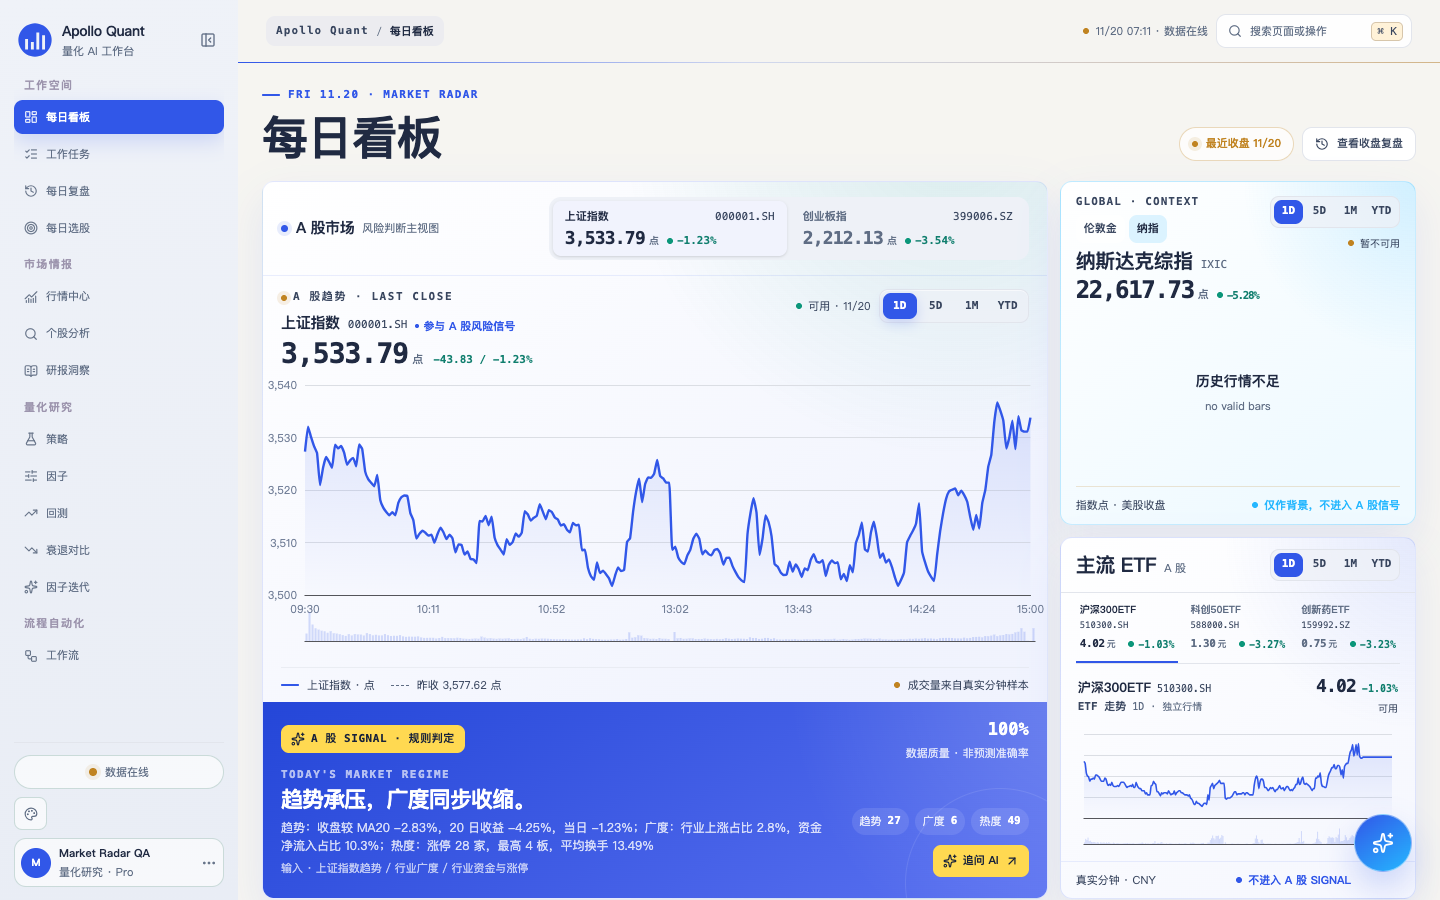 Apollo Quant
量化 AI 工作台
工作空间
每日看板
工作任务
每日复盘
每日选股
市场情报
行情中心
个股分析
研报洞察
量化研究
策略
因子
回测
衰退对比
因子迭代
流程自动化
工作流
数据在线
M
Market Radar QA
量化研究 · Pro
Apollo Quant / 每日看板
11/20 07:11 · 数据在线
搜索页面或操作
⌘ K
FRI 11.20 · MARKET RADAR
每日看板
最近收盘 11/20
查看收盘复盘
A 股市场 风险判断主视图
上证指数 000001.SH
3,533.79 点 −1.23%
创业板指 399006.SZ
2,212.13 点 −3.54%
A 股趋势 · LAST CLOSE
上证指数 000001.SH 参与 A 股风险信号
3,533.79 点 −43.83 / −1.23%
可用 · 11/20
1D 5D 1M YTD
3,540
3,530
3,520
3,510
3,500
09:30 10:11 10:52 13:02 13:43 14:24 15:00
上证指数 · 点 昨收 3,577.62 点
成交量来自真实分钟样本
A 股 SIGNAL · 规则判定
100%
数据质量 · 非预测准确率
TODAY'S MARKET REGIME
趋势承压，广度同步收缩。
趋势：收盘较 MA20 −2.83%，20 日收益 −4.25%，当日 −1.23%；广度：行业上涨占比 2.8%，资金
净流入占比 10.3%；热度：涨停 28 家，最高 4 板，平均换手 13.49%
输入 · 上证指数趋势 / 行业广度 / 行业资金与涨停
趋势 27
广度 6
热度 49
追问 AI
GLOBAL · CONTEXT
1D 5D 1M YTD
伦敦金 纳指
暂不可用
纳斯达克综指 IXIC
22,617.73 点 −5.28%
历史行情不足
no valid bars
指数点 · 美股收盘
仅作背景，不进入 A 股信号
主流 ETF A 股
1D 5D 1M YTD
沪深300ETF
510300.SH
4.02 元 −1.03%
科创50ETF
588000.SH
1.30 元 −3.27%
创新药ETF
159992.SZ
0.75 元 −3.23%
沪深300ETF 510300.SH
4.02 −1.03%
ETF 走势 1D · 独立行情
可用
真实分钟 · CNY
不进入 A 股 SIGNAL